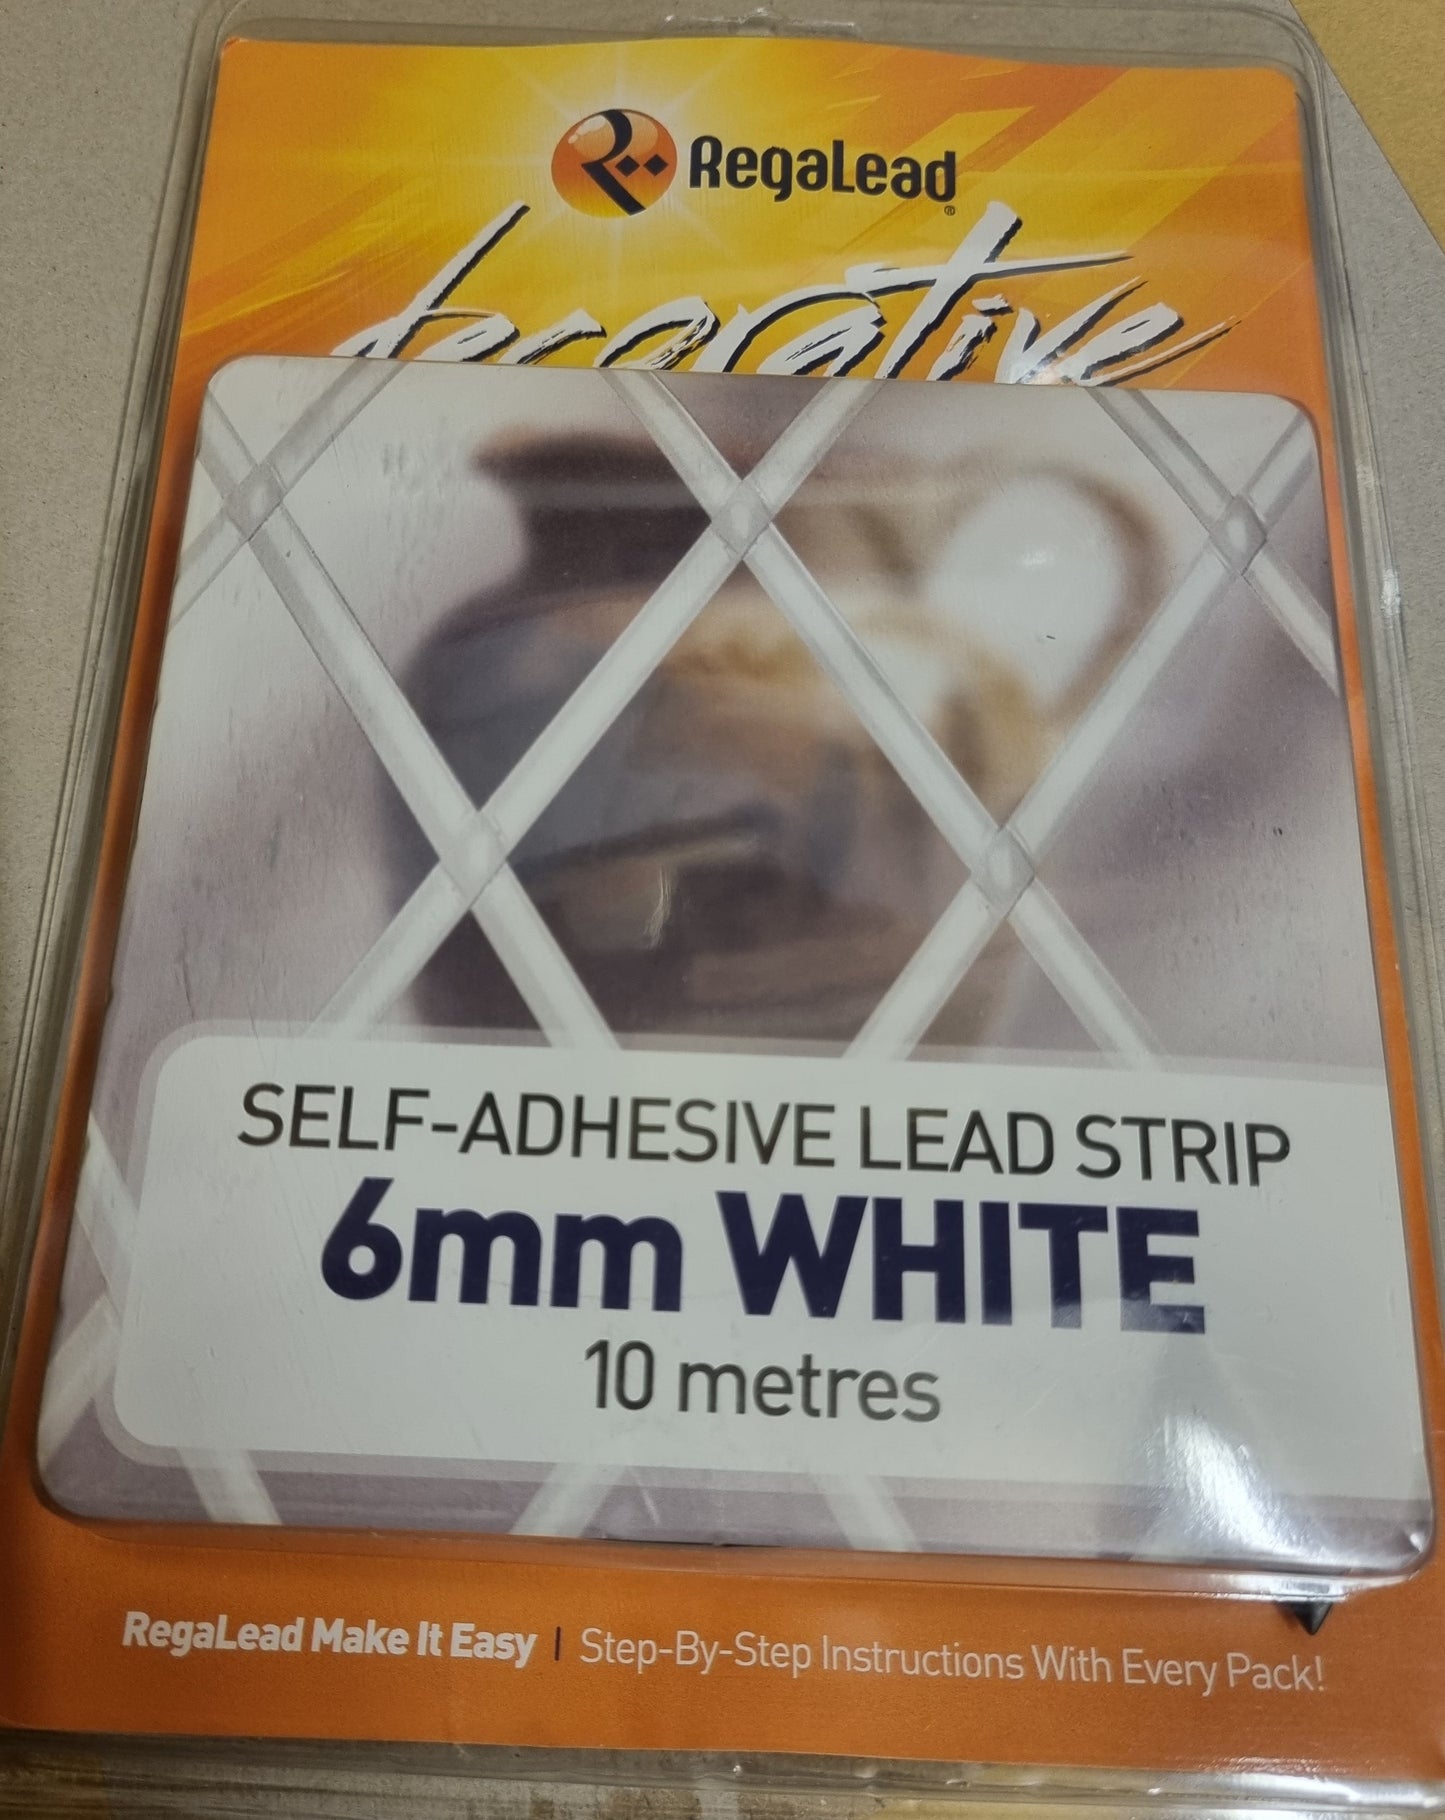 RegaLead®
decorative
SELF-ADHESIVE LEAD STRIP
6mm WHITE
10 metres
RegaLead Make It Easy | Step-By-Step Instructions With Every Pack!